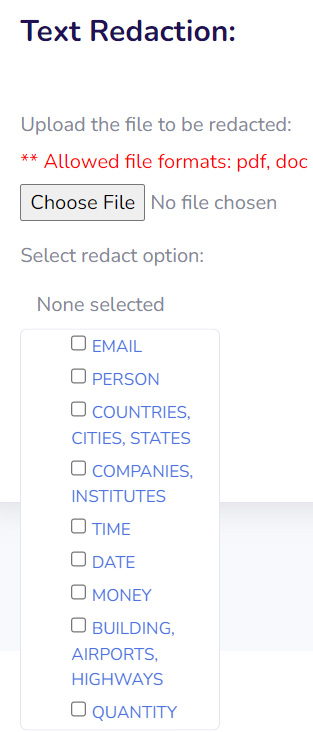 Text Redaction:
Upload the file to be redacted:
** Allowed file formats: pdf, doc
Choose File No file chosen
Select redact option:
None selected
EMAIL
PERSON
COUNTRIES,
CITIES, STATES
COMPANIES,
INSTITUTES
TIME
DATE
MONEY
BUILDING,
AIRPORTS,
HIGHWAYS
QUANTITY